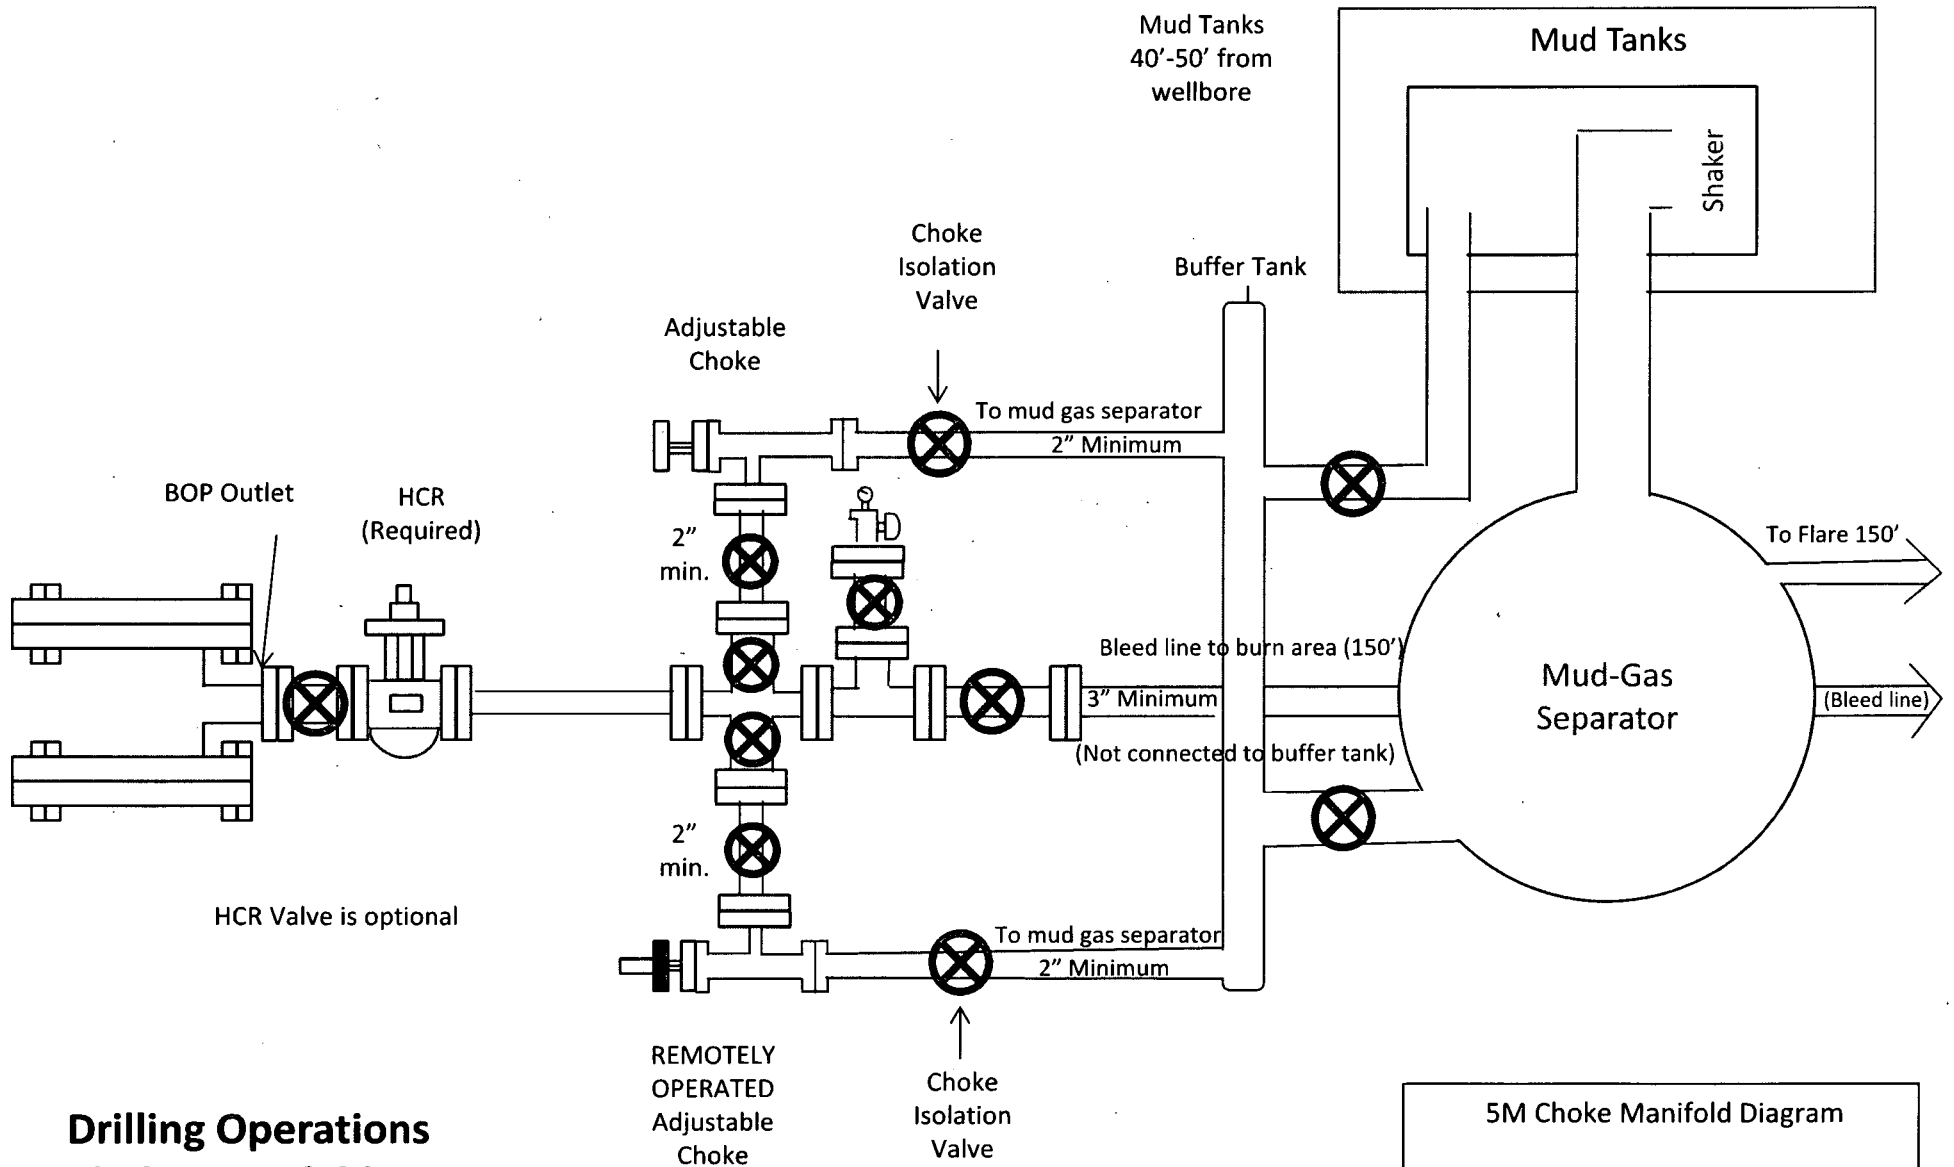 Mud Tanks
40'-50' from
wellbore
Mud Tanks
Shaker
Choke
Isolation
Valve
Buffer Tank
Adjustable
Choke
To mud gas separator
2" Minimum
BOP Outlet
HCR
(Required)
2"
min.
To Flare 150'
Bleed line to burn area (150')
3" Minimum
(Not connected to buffer tank)
Mud-Gas
Separator
(Bleed line)
2"
min.
HCR Valve is optional
To mud gas separator
2" Minimum
REMOTELY
OPERATED
Adjustable
Choke
Choke
Isolation
Valve
Drilling Operations
5M Choke Manifold Diagram